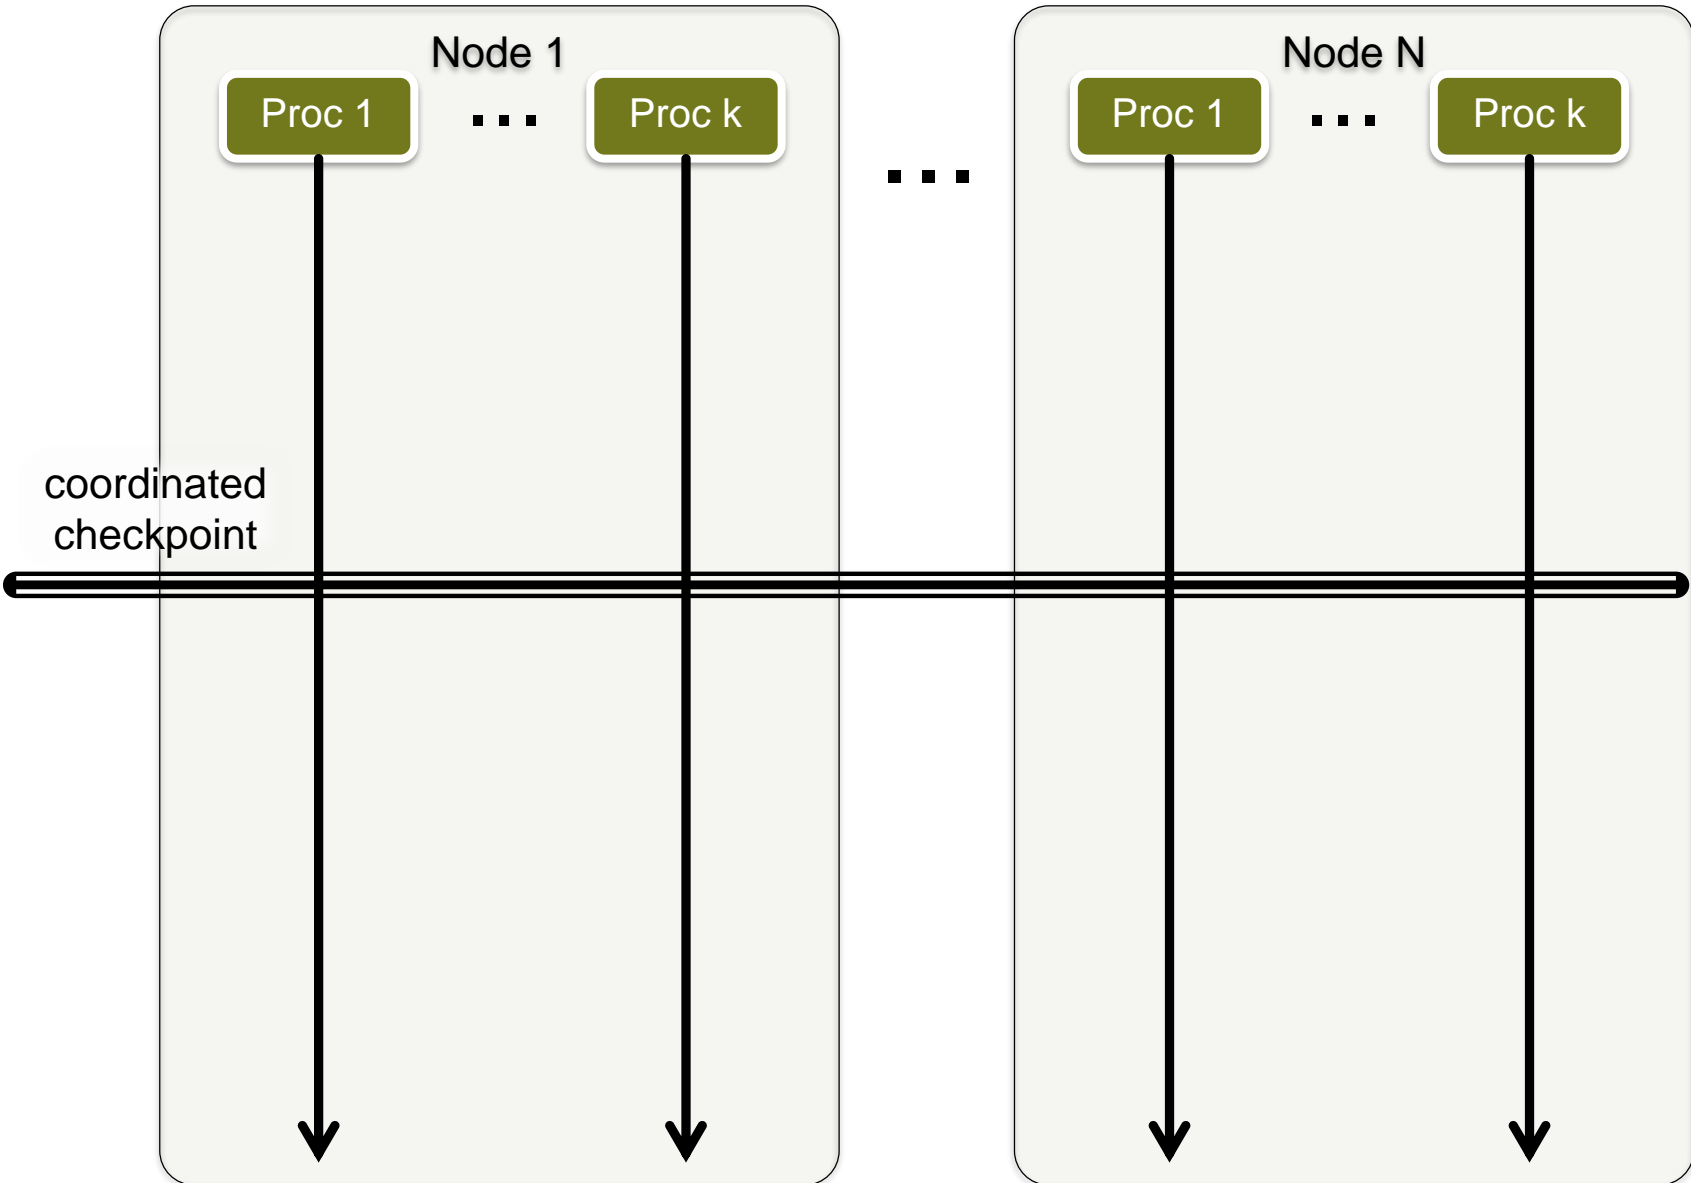 Node 1
Node N
Proc 1
...
Proc k
...
Proc 1
...
Proc k
coordinated
checkpoint